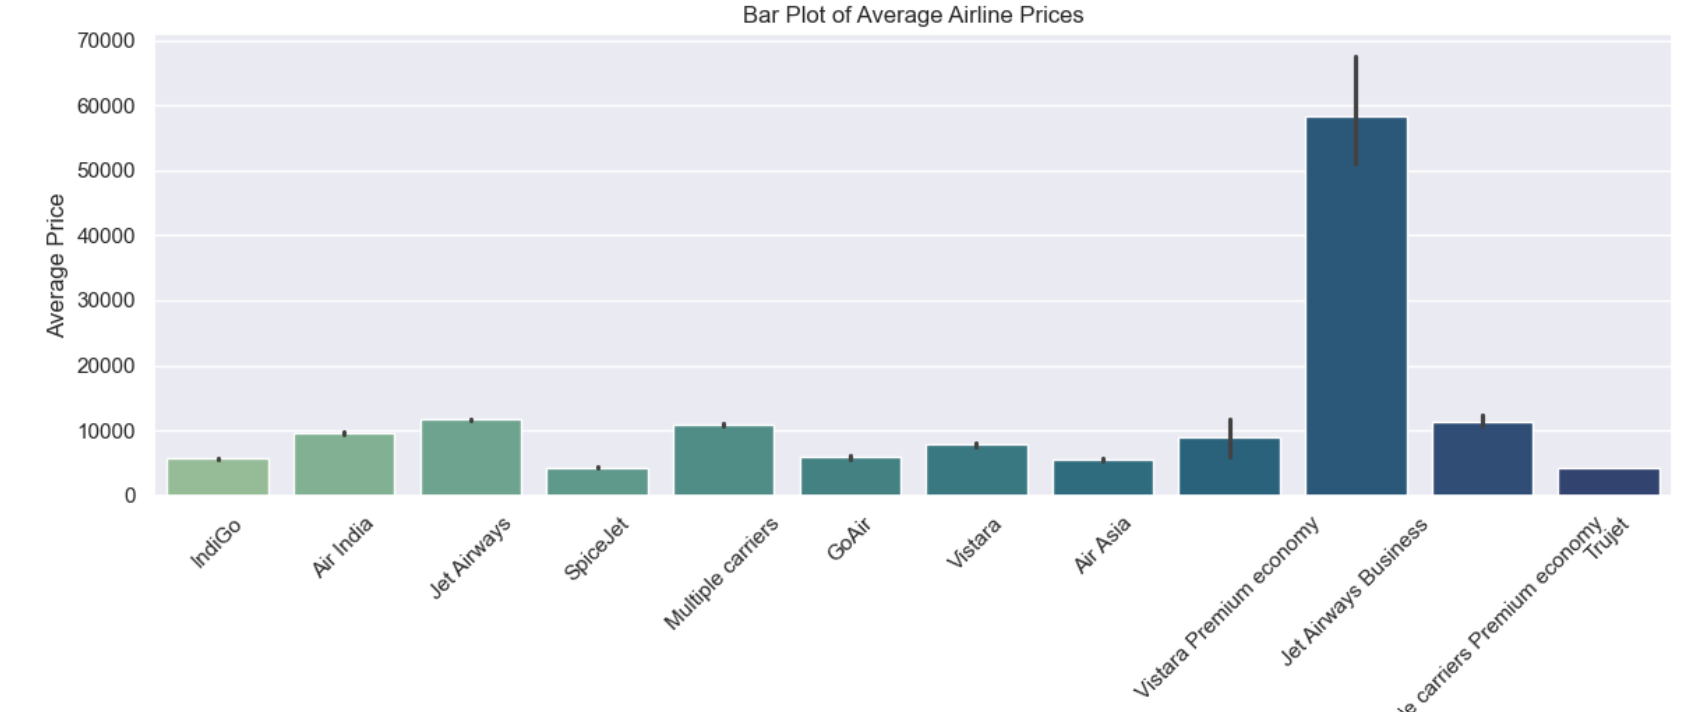 Bar Plot of Average Airline Prices
70000
60000
50000
40000
30000
20000
10000
0
Average Price
IndiGo
Air India
Jet Airways
SpiceJet
Multiple carriers
GoAir
Vistara
Air Asia
Vistara Premium economy
Jet Airways Business
carriers Premium economy
Trujet